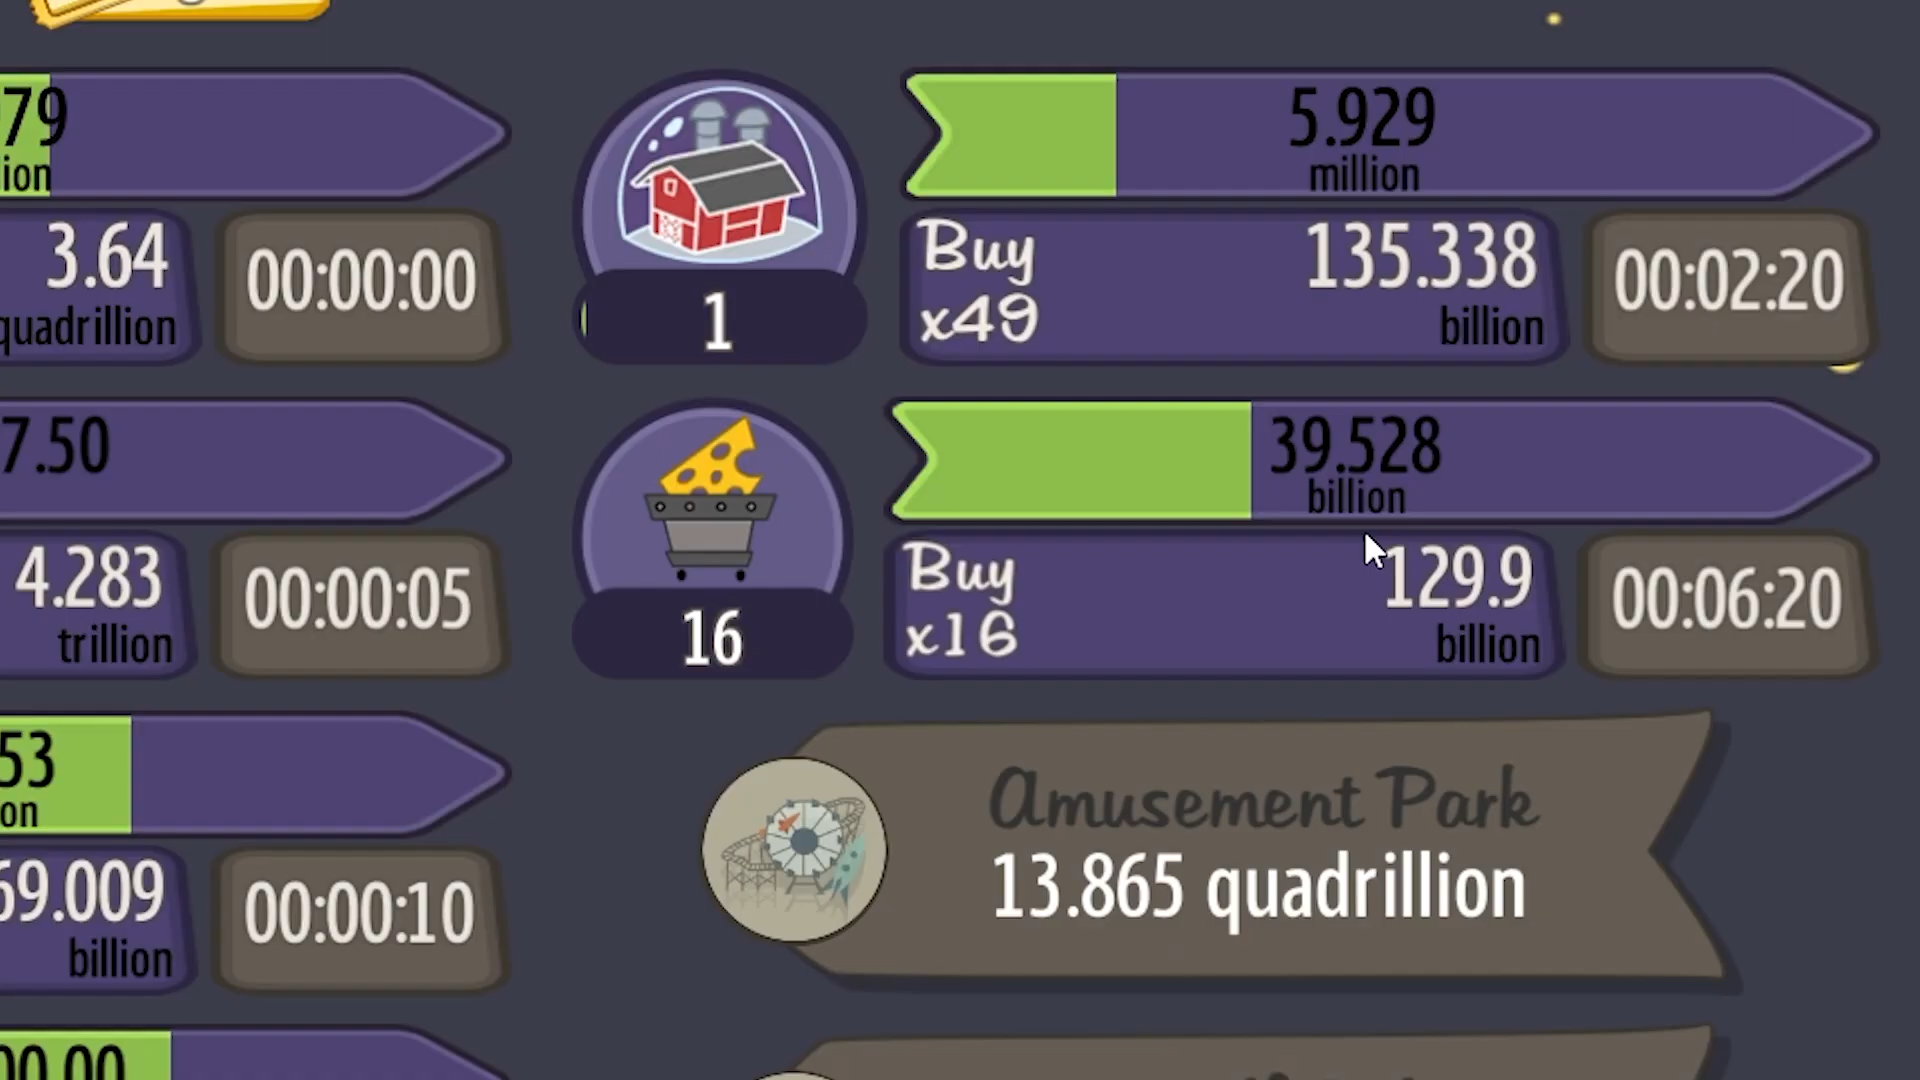 79
ion
3.64
quadrillion
00:00:00
1
5.929
million
Buy
x49
135.338
billion
00:02:20
7.50
4.283
trillion
00:00:05
16
39.528
billion
Buy
x16
129.9
billion
00:06:20
53
on
69.009
billion
00:00:10
Amusement Park
13.865 quadrillion
00.00